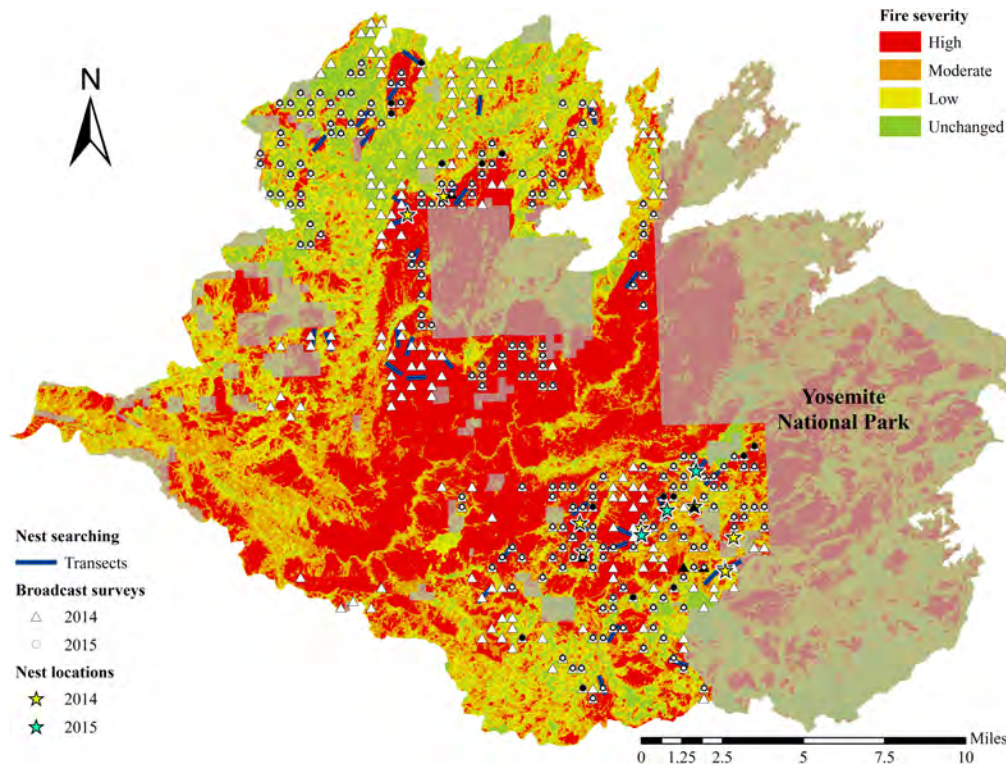 Fire severity
High
Moderate
Low
Unchanged
N
Yosemite
National Park
Nest searching
Transects
Broadcast surveys
2014
2015
Nest locations
2014
2015
Miles
0 1.25 2.5 5 7.5 10